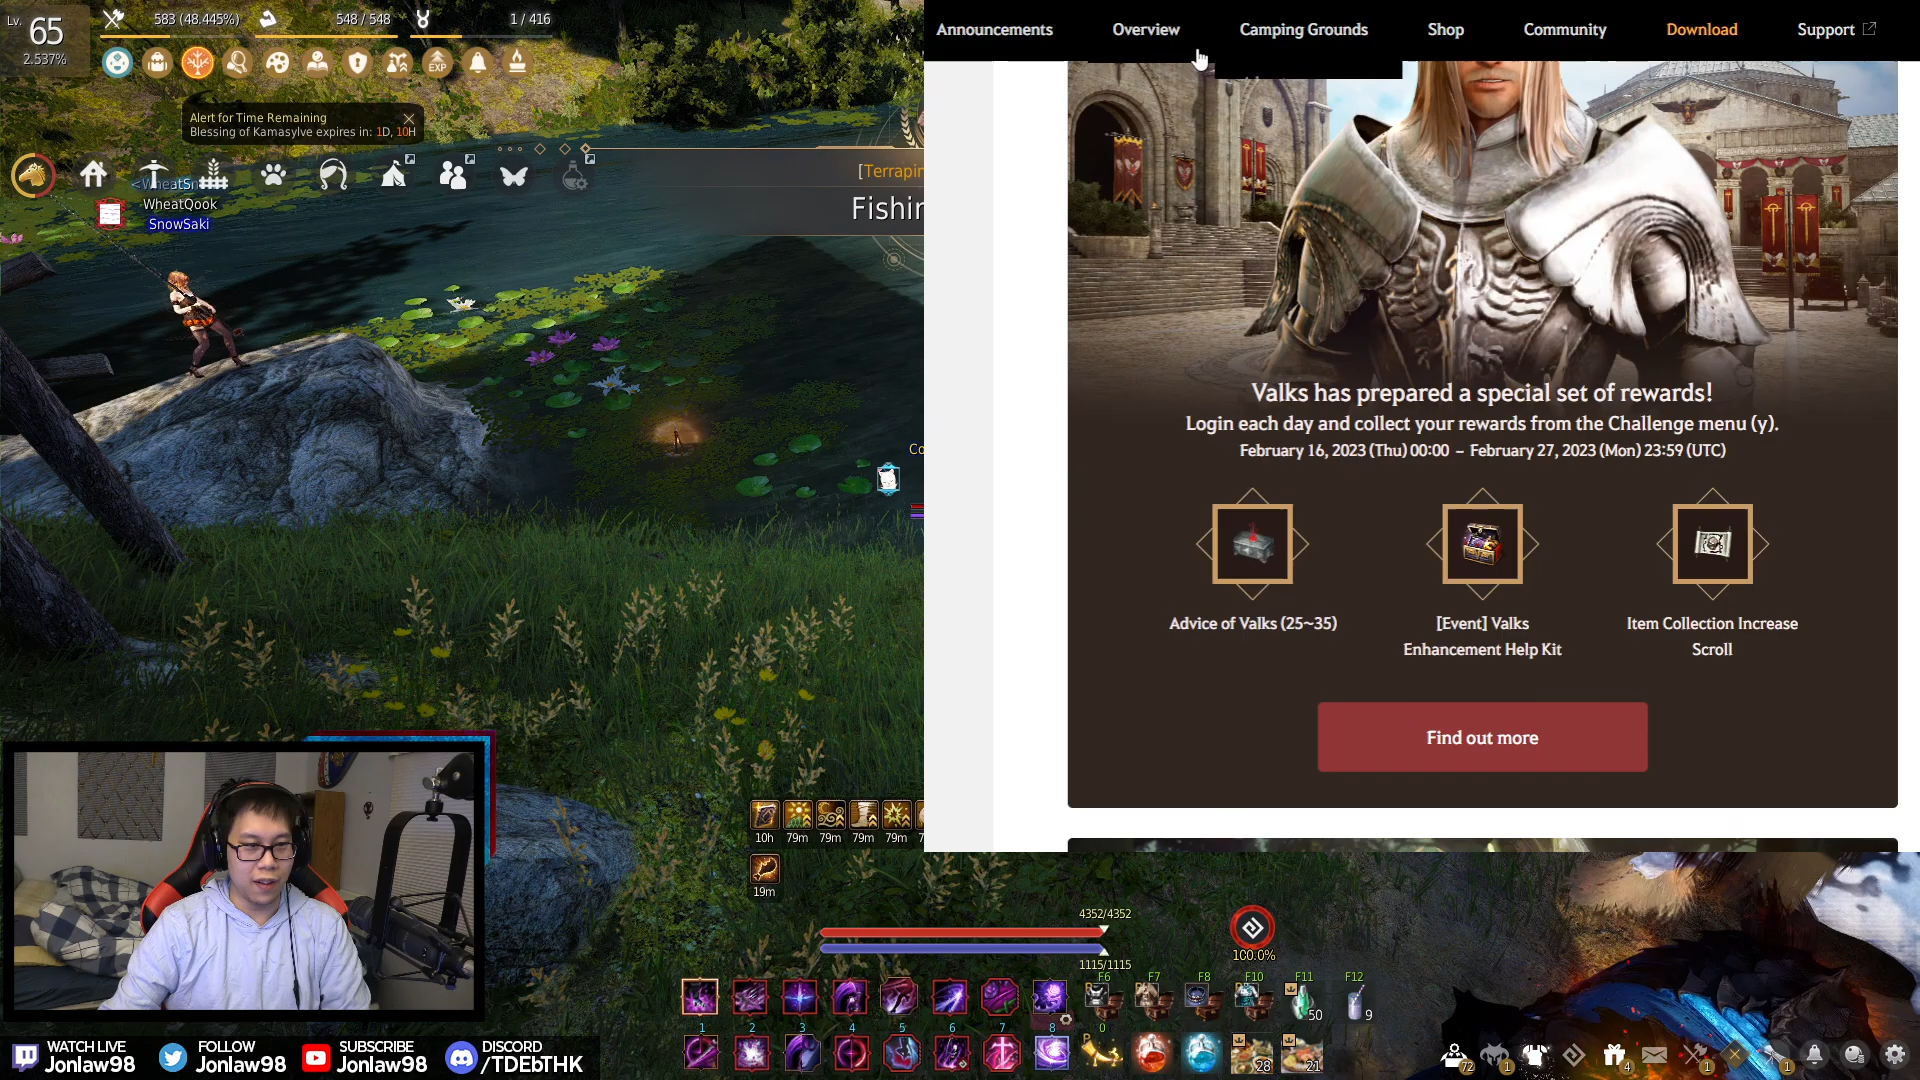 Lv. 65
2.537%
583 (48.445%)
548 / 548
1 / 416
EXP
Alert for Time Remaining
Blessing of Kamasylve expires in: 1D, 10H
WheatQook
SnowSaki
Announcements
Overview
Camping Grounds
Shop
Community
Download
Support
Valks has prepared a special set of rewards!
Login each day and collect your rewards from the Challenge menu (y).
February 16, 2023 (Thu) 00:00 – February 27, 2023 (Mon) 23:59 (UTC)
Advice of Valks (25~35)
[Event] Valks
Enhancement Help Kit
Item Collection Increase
Scroll
Find out more
10h
79m
79m
79m
79m
19m
4352/4352
1115/1115
100.0%
F6
F7
F8
F10
F11
F12
50
9
1
2
3
4
5
6
7
8
0
28
21
72
1
4
1
1
WATCH LIVE
Jonlaw98
FOLLOW
Jonlaw98
SUBSCRIBE
Jonlaw98
DISCORD
/TDEbTHK